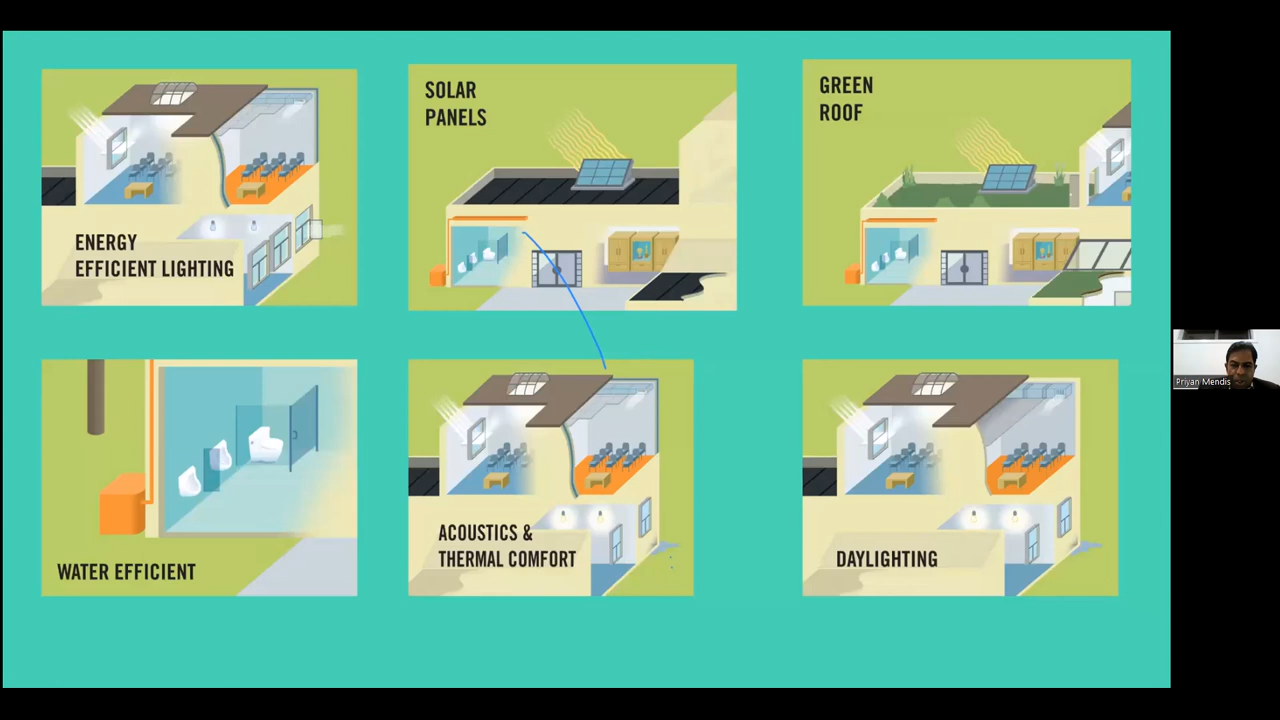 SOLAR
PANELS
GREEN
ROOF
ENERGY
EFFICIENT LIGHTING
Priyan Mendis
WATER EFFICIENT
ACOUSTICS &
THERMAL COMFORT
DAYLIGHTING